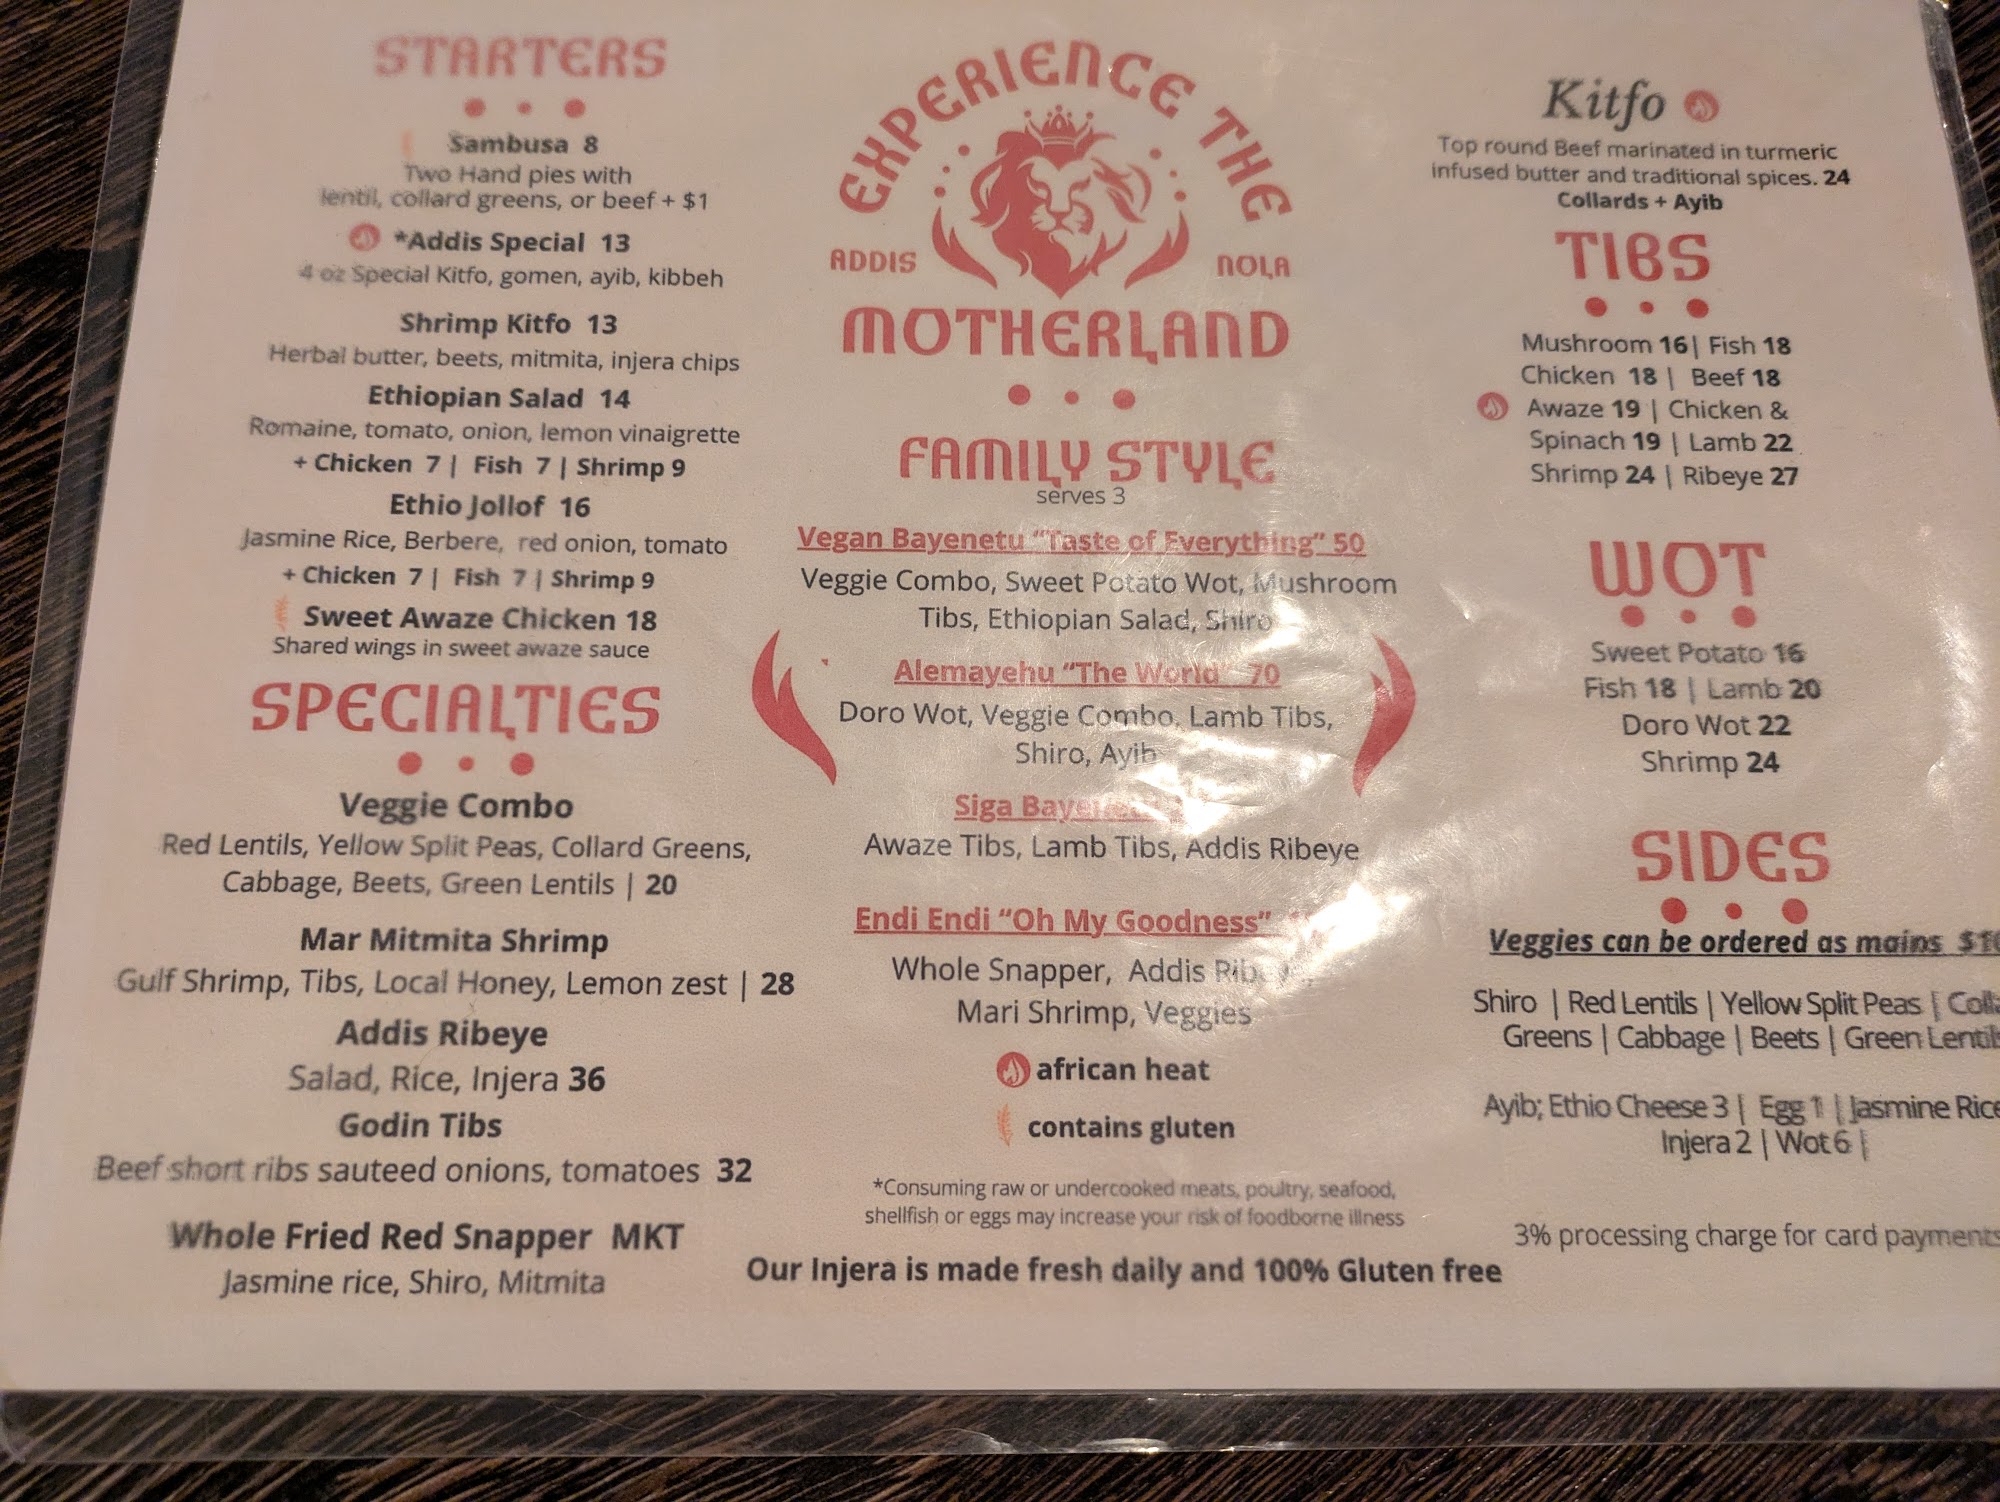 STARTERS
Sambusa 8
Two Hand pies with
lentil, collard greens, or beef + $1
*Addis Special 13
4 oz Special Kitfo, gomen, ayib, kibbeh
Shrimp Kitfo 13
Herbal butter, beets, mitmita, injera chips
Ethiopian Salad 14
Romaine, tomato, onion, lemon vinaigrette
+ Chicken 7 | Fish 7 | Shrimp 9
Ethio Jollof 16
Jasmine Rice, Berbere, red onion, tomato
+ Chicken 7 | Fish 7 | Shrimp 9
Sweet Awaze Chicken 18
Shared wings in sweet awaze sauce
SPECIALTIES
Veggie Combo
Red Lentils, Yellow Split Peas, Collard Greens,
Cabbage, Beets, Green Lentils | 20
Mar Mitmita Shrimp
Gulf Shrimp, Tibs, Local Honey, Lemon zest | 28
Addis Ribeye
Salad, Rice, Injera 36
Godin Tibs
Beef short ribs sauteed onions, tomatoes 32
Whole Fried Red Snapper MKT
Jasmine rice, Shiro, Mitmita
EXPERIENCE THE
ADDIS NOLA
MOTHERLAND
FAMILY STYLE
serves 3
Vegan Bayenetu "Taste of Everything" 50
Veggie Combo, Sweet Potato Wot, Mushroom
Tibs, Ethiopian Salad, Shiro
Alemayehu "The World" 70
Doro Wot, Veggie Combo, Lamb Tibs,
Shiro, Ayib
Siga
Awaze Tibs, Lamb Tibs, Addis Ribeye
Endi Endi "Oh My Goodness"
Whole Snapper, Addis
Mari Shrimp, Veggies
african heat
contains gluten
*Consuming raw or undercooked meats, poultry, seafood,
shellfish or eggs may increase your risk of foodborne illness
Our Injera is made fresh daily and 100% Gluten free
Kitfo
Top round Beef marinated in turmeric
infused butter and traditional spices. 24
Collards + Ayib
TIBS
Mushroom 16 | Fish 18
Chicken 18 | Beef 18
Awaze 19 | Chicken &
Spinach 19 | Lamb 22
Shrimp 24 | Ribeye 27
WOT
Sweet Potato 16
Fish 18 | Lamb 20
Doro Wot 22
Shrimp 24
SIDES
Veggies can be ordered as mains
Shiro | Red Lentils | Yellow Split Peas |
Greens | Cabbage | Beets | Green Lentils
Ayib; Ethio Cheese 3 | Egg 1 | Jasmine Rice
Injera 2 | Wot 6 |
3% processing charge for card payments